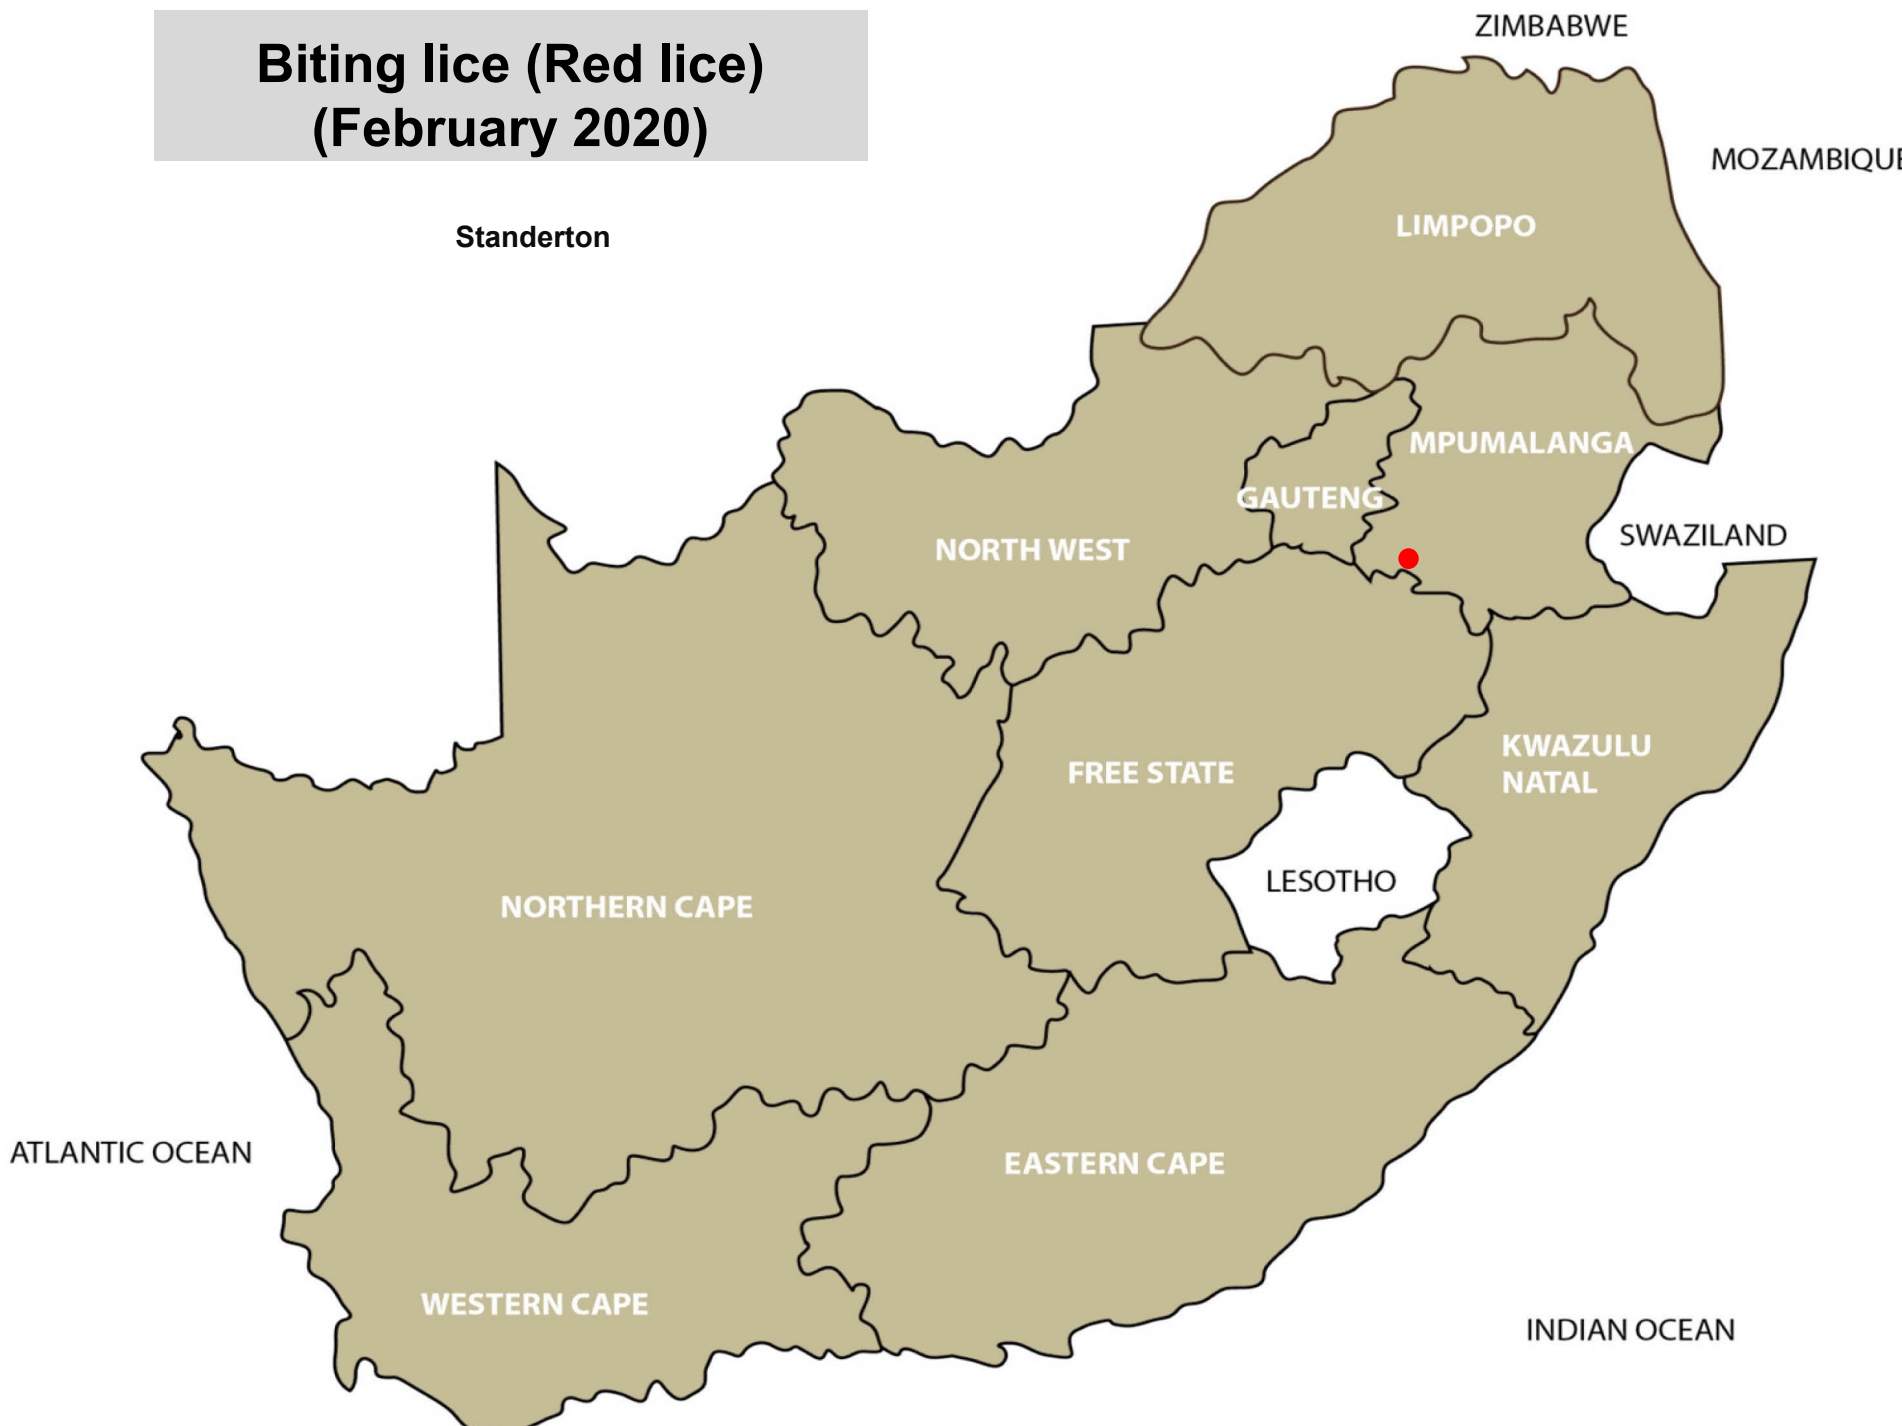 Biting lice (Red lice)
(February 2020)
Standerton
ZIMBABWE
MOZAMBIQUE
LIMPOPO
MPUMALANGA
GAUTENG
SWAZILAND
NORTH WEST
KWAZULU
NATAL
FREE STATE
LESOTHO
NORTHERN CAPE
ATLANTIC OCEAN
EASTERN CAPE
WESTERN CAPE
INDIAN OCEAN